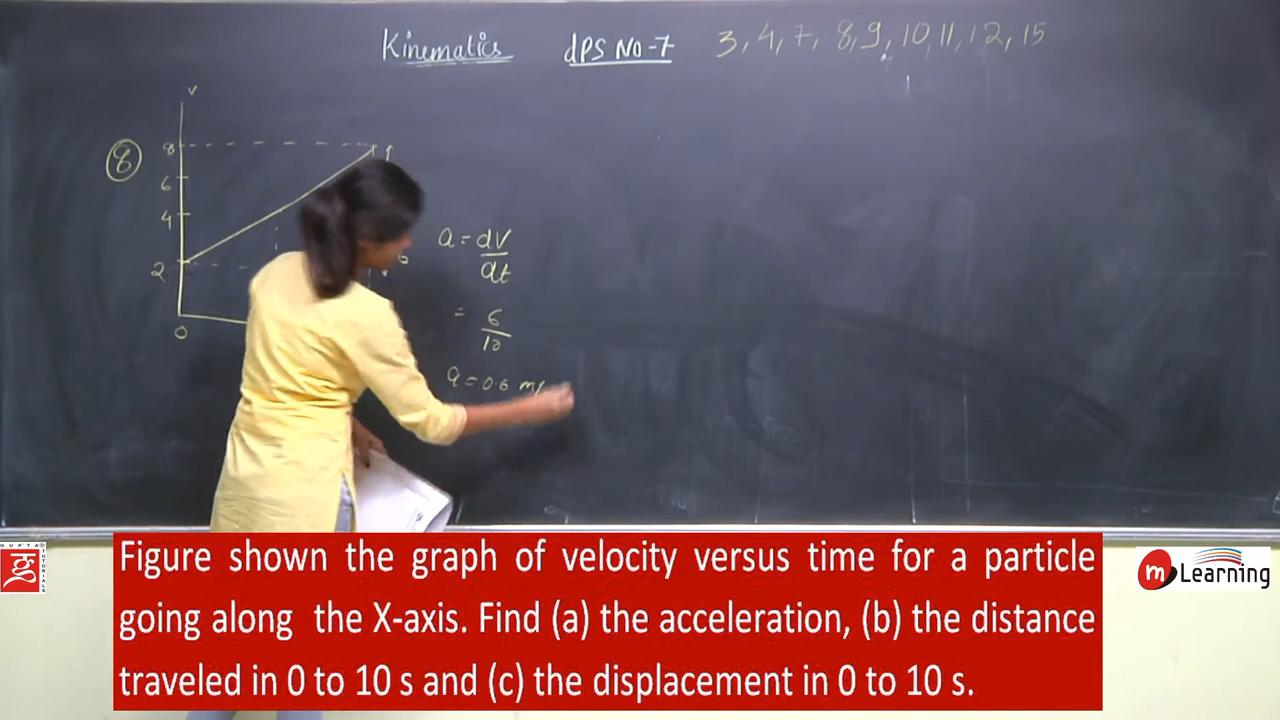 Kinematics dPS No-7 3, 4, 7, 8, 9, 10, 11, 12, 15
v
8
8
6
4
2
0
6
a = dV
dt
= 6
10
a = 0.6 m/
Figure shown the graph of velocity versus time for a particle
going along the X-axis. Find (a) the acceleration, (b) the distance
traveled in 0 to 10 s and (c) the displacement in 0 to 10 s.
GUPTA
TUTORIALS
ग
m Learning